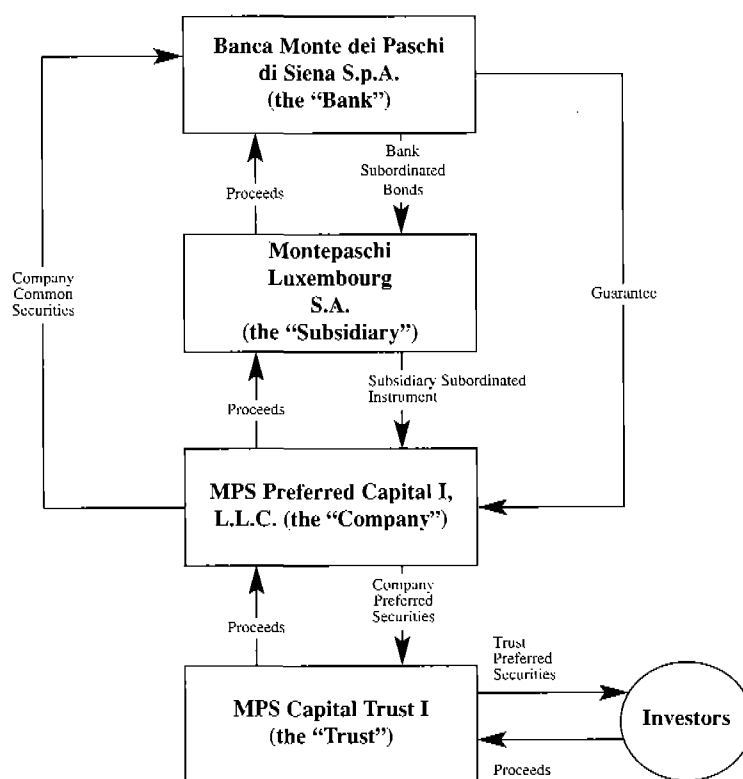 Banca Monte dei Paschi
di Siena S.p.A.
(the “Bank”)
Bank
Subordinated
Bonds
Proceeds
Montepaschi
Luxembourg
S.A.
(the “Subsidiary”)
Company
Common
Securities
Guarantee
Subsidiary Subordinated
Instrument
Proceeds
MPS Preferred Capital I,
L.L.C. (the “Company”)
Company
Preferred
Securities
Proceeds
Trust
Preferred
Securities
MPS Capital Trust I
(the “Trust”)
Investors
Proceeds